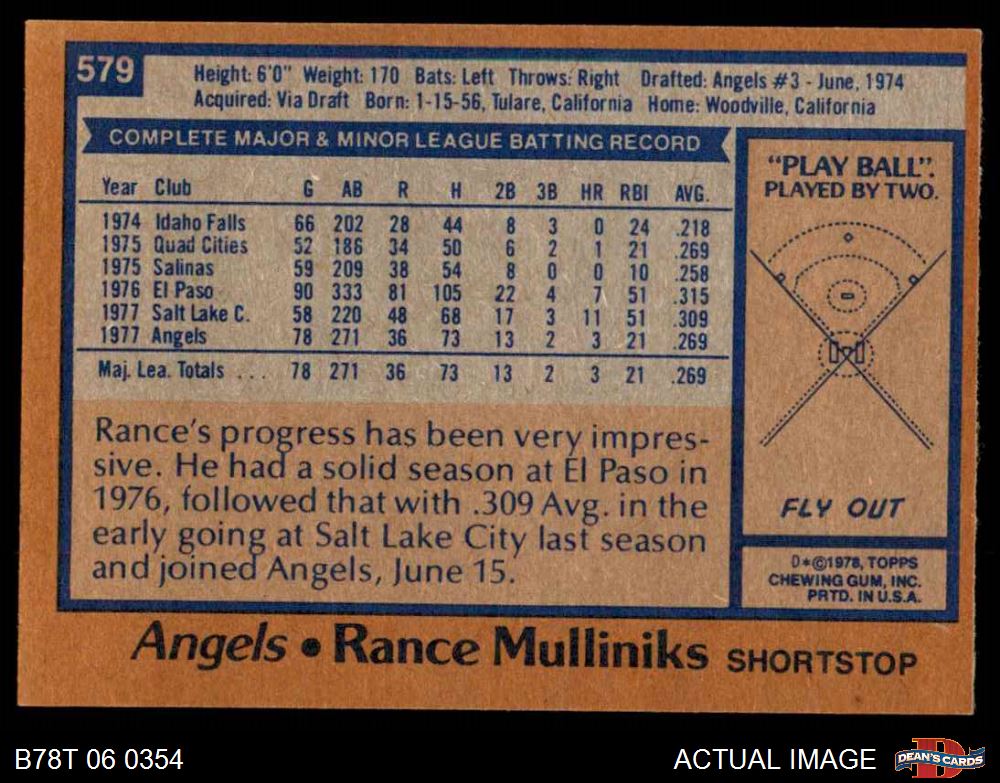 579
Height: 6'0" Weight: 170 Bats: Left Throws: Right Drafted: Angels #3 - June, 1974
Acquired: Via Draft Born: 1-15-56, Tulare, California Home: Woodville, California
COMPLETE MAJOR & MINOR LEAGUE BATTING RECORD
Year Club G AB R H 2B 3B HR RBI AVG.
1974 Idaho Falls 66 202 28 44 8 3 0 24 .218
1975 Quad Cities 52 186 34 50 6 2 1 21 .269
1975 Salinas 59 209 38 54 8 0 0 10 .258
1976 El Paso 90 333 81 105 22 4 7 51 .315
1977 Salt Lake C. 58 220 48 68 17 3 11 51 .309
1977 Angels 78 271 36 73 13 2 3 21 .269
Maj. Lea. Totals . . . 78 271 36 73 13 2 3 21 .269
Rance's progress has been very impres-
sive. He had a solid season at El Paso in
1976, followed that with .309 Avg. in the
early going at Salt Lake City last season
and joined Angels, June 15.
"PLAY BALL".
PLAYED BY TWO.
FLY OUT
D*©1978, TOPPS
CHEWING GUM, INC.
PRTD. IN U.S.A.
Angels • Rance Mulliniks SHORTSTOP
B78T 06 0354
ACTUAL IMAGE
DEAN'S CARDS